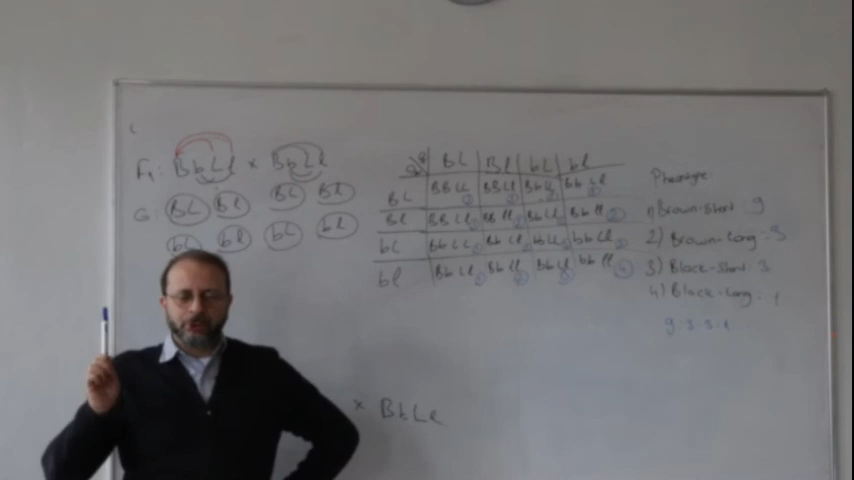 F1: BbLl × BbLl
G: BL Bl BL Bl
bL bl bL bl
BL Bl bL bl
BL BBLL BBLl BbLL BbLl
Bl BBLl BBll BbLl Bbll
bL BbLL BbLl bbLL bbLl
bl BbLl Bbll bbLl bbll
Phenotype
1) Brown-Short: 9
2) Brown-Long: 3
3) Black-Short: 3
4) Black-Long: 1
9:3:3:1
× BbLl